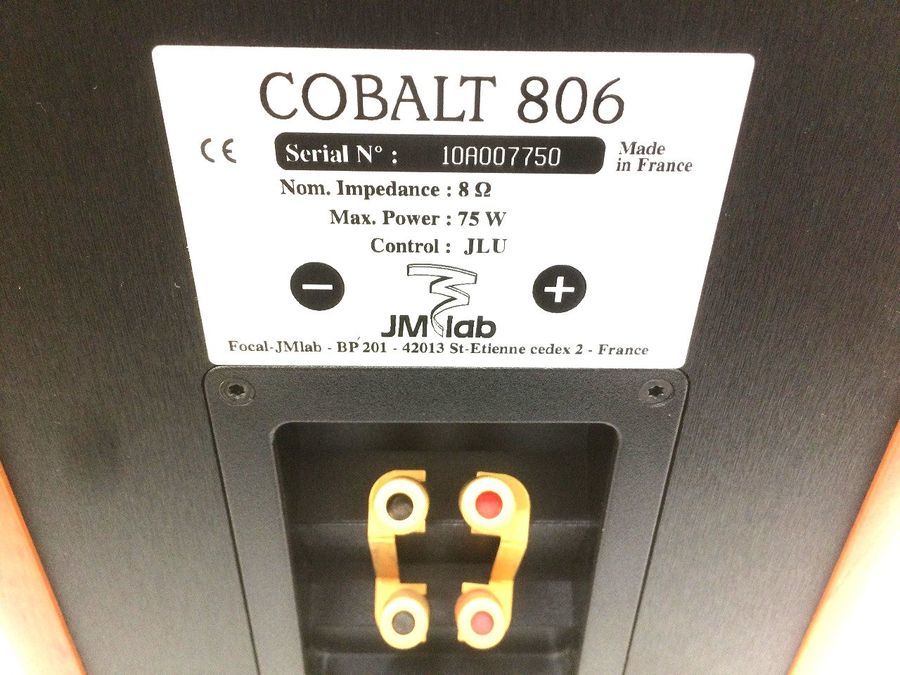 COBALT 806
CE Serial N° : 10A007750 Made in France
Nom. Impedance : 8 Ω
Max. Power : 75 W
Control : JLU
− +
JMlab
Focal-JMlab - BP 201 - 42013 St-Etienne cedex 2 - France